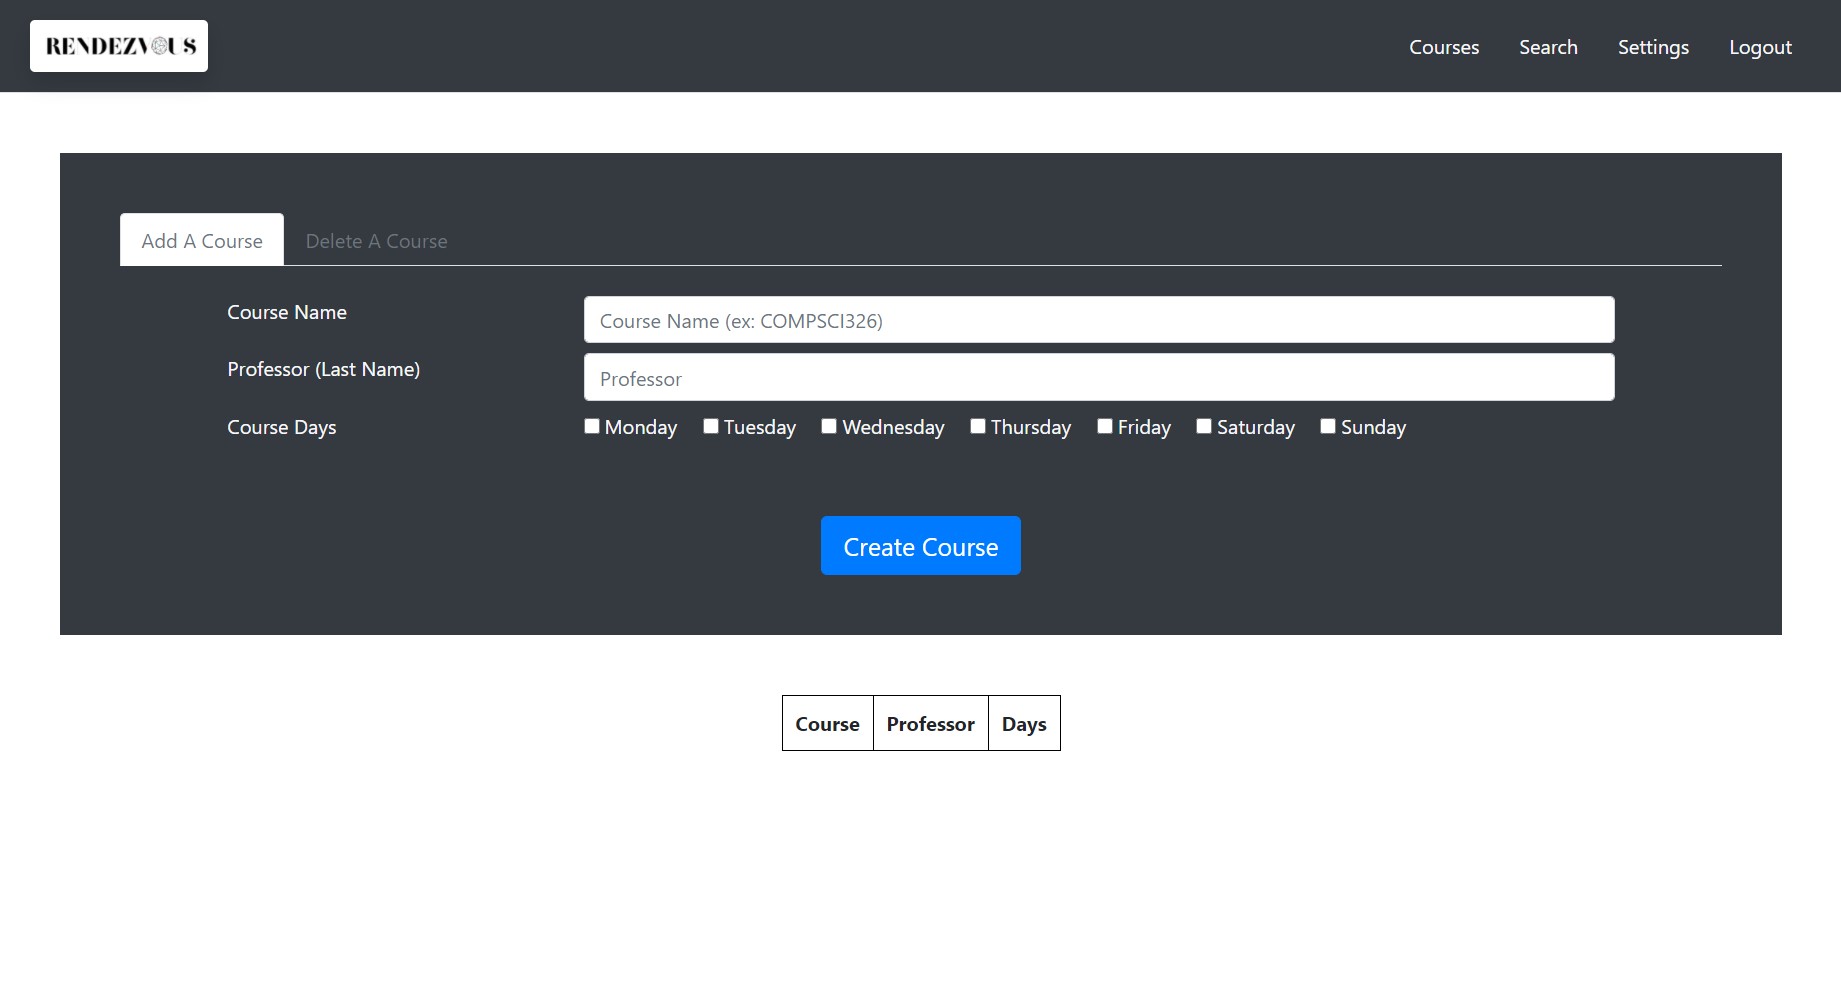 RENDEZVOUS
Courses Search Settings Logout
Add A Course Delete A Course
Course Name Course Name (ex: COMPSCI326)
Professor (Last Name) Professor
Course Days Monday Tuesday Wednesday Thursday Friday Saturday Sunday
Create Course
Course Professor Days